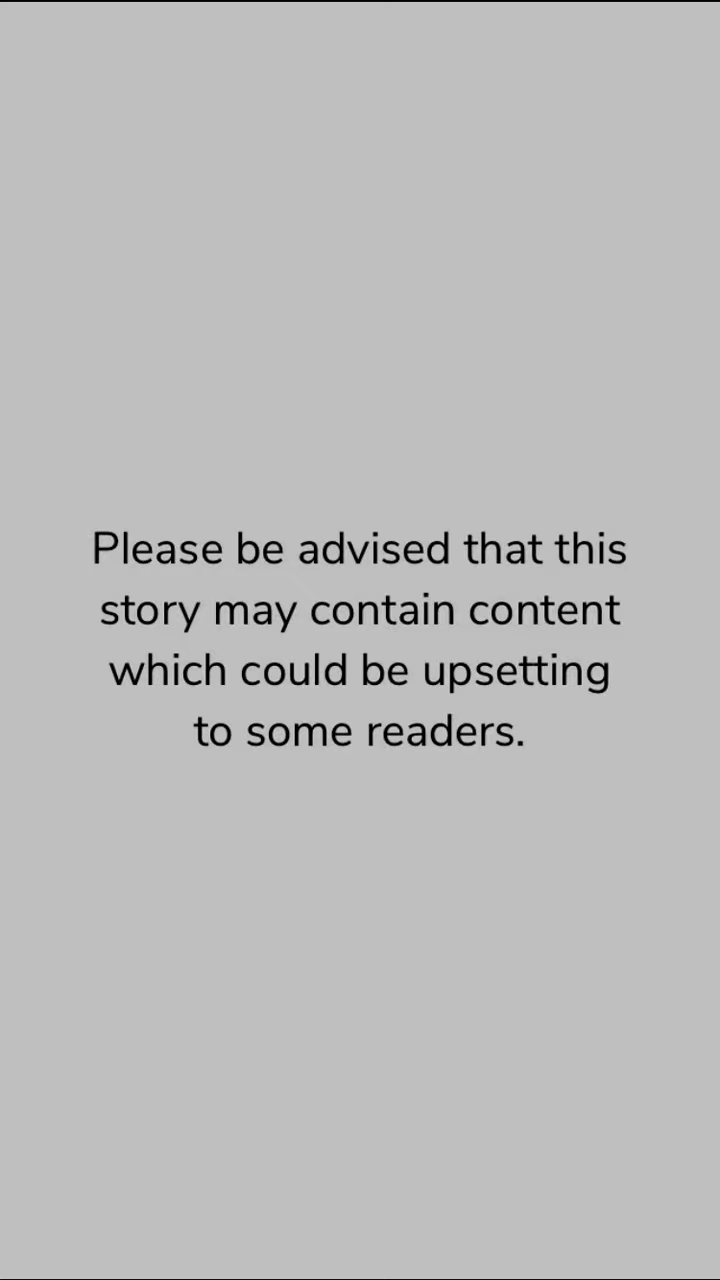 Please be advised that this
story may contain content
which could be upsetting
to some readers.